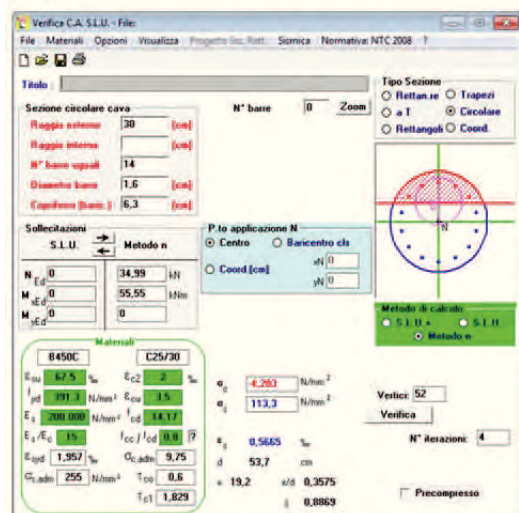 Verifica C.A. S.L.U. - File:
File Materiali Opzioni Visualizza Progetto Sez. Rett. Sismica Normativa: NTC 2008 ?
Titolo :
Tipo Sezione
Rettan.re Trapezi
a T Circolare
Rettangoli Coord.
Sezione circolare cava
N° barre 0 Zoom
Raggio esterno 30 [cm]
Raggio interno [cm]
N° barre uguali 14
Diametro barre 1,6 [cm]
Copriferro (baric.) 6,3 [cm]
N
Sollecitazioni
S.L.U. Metodo n
N Ed 0 34,99 kN
M xEd 0 55,55 kNm
M yEd 0 0
P.to applicazione N
Centro Baricentro cls
Coord.[cm] xN 0
yN 0
Metodo di calcolo
S.L.U.+ S.L.U.-
Metodo n
Materiali
B450C C25/30
εsu 67.5 ‰ εc2 2 ‰
fyd 391.3 N/mm² εcu 3,5
Es 200.000 N/mm² fcd 14,17
Es/Ec 15 fcc / fcd 0,8 ?
εsyd 1,957 ‰ σc,adm 9,75
σs,adm 255 N/mm² τco 0,6
τc1 1,829
σc -4,203 N/mm²
σs 113,3 N/mm²
εs 0,5665 ‰
d 53,7 cm
x 19,2 x/d 0,3575
δ 0,8869
Vertici: 52
Verifica
N° iterazioni: 4
Precompresso